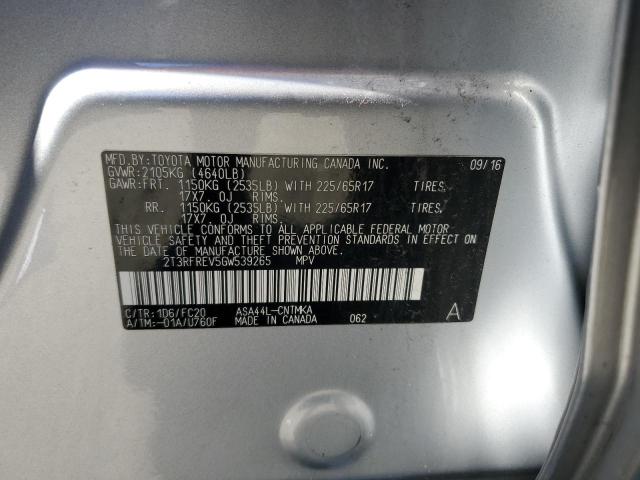 MFD.BY:TOYOTA MOTOR MANUFACTURING CANADA INC. 09/16
GVWR:2105KG (4640LB)
GAWR:FRT. 1150KG (2535LB) WITH 225/65R17 TIRES,
17X7.0J RIMS.
RR. 1150KG (2535LB) WITH 225/65R17 TIRES,
17X7.0J RIMS.
THIS VEHICLE CONFORMS TO ALL APPLICABLE FEDERAL MOTOR
VEHICLE SAFETY AND THEFT PREVENTION STANDARDS IN
EFFECT ON THE DATE OF MANUFACTURE SHOWN ABOVE.
2T3RFREV5GW539265 MPV
C/TR:1D6/FC20 ASA44L-CNTMKA A
A/TM:-01A/U760F MADE IN CANADA 062